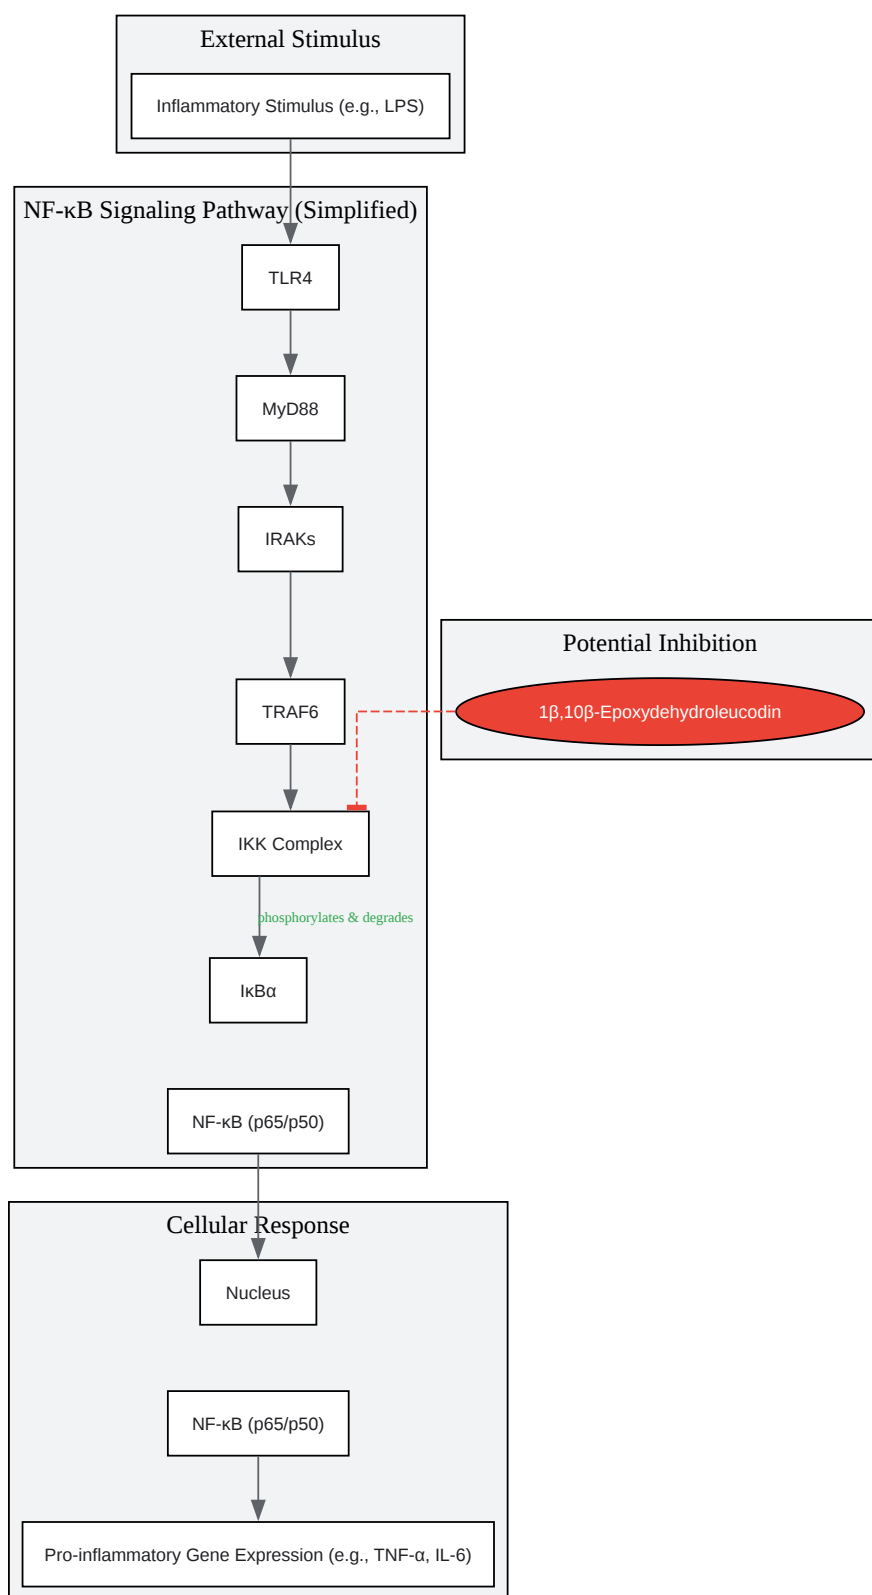 External Stimulus
Inflammatory Stimulus (e.g., LPS)
NF-κB Signaling Pathway (Simplified)
TLR4
MyD88
IRAKs
Potential Inhibition
TRAF6
1β,10β-Epoxydehydroleucodin
IKK Complex
phosphorylates & degrades
IκBα
NF-κB (p65/p50)
Cellular Response
Nucleus
NF-κB (p65/p50)
Pro-inflammatory Gene Expression (e.g., TNF-α, IL-6)